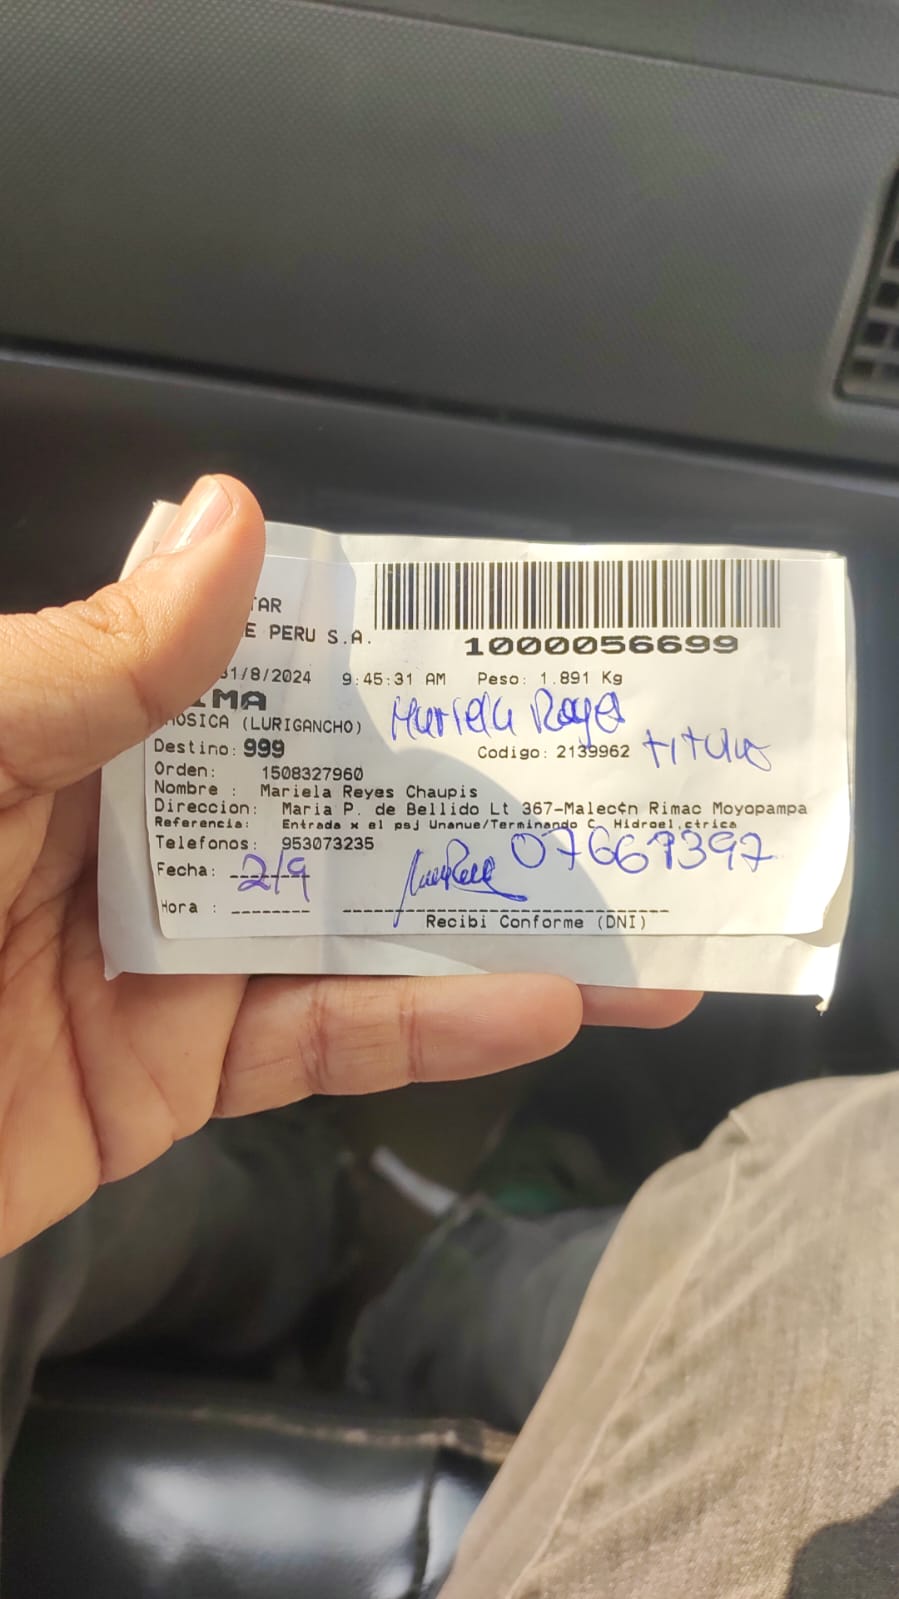 TAR
E PERU S.A.
1000056699
31/8/2024 9:45:31 AM Peso: 1.891 Kg
IMA
HOSICA (LURIGANCHO)
Mariela Reyes
Destino: 999 Codigo: 2139962 titular
Orden: 1508327960
Nombre : Mariela Reyes Chaupis
Direccion: Maria P. de Bellido Lt 367-Malec¢n Rimac Moyopampa
Referencia: Entrada x el psj Unanue/Terminando C. Hidroel,ctrica
Telefonos: 953073235
07669397
Fecha: 2/9
Hora :
Recibi Conforme (DNI)